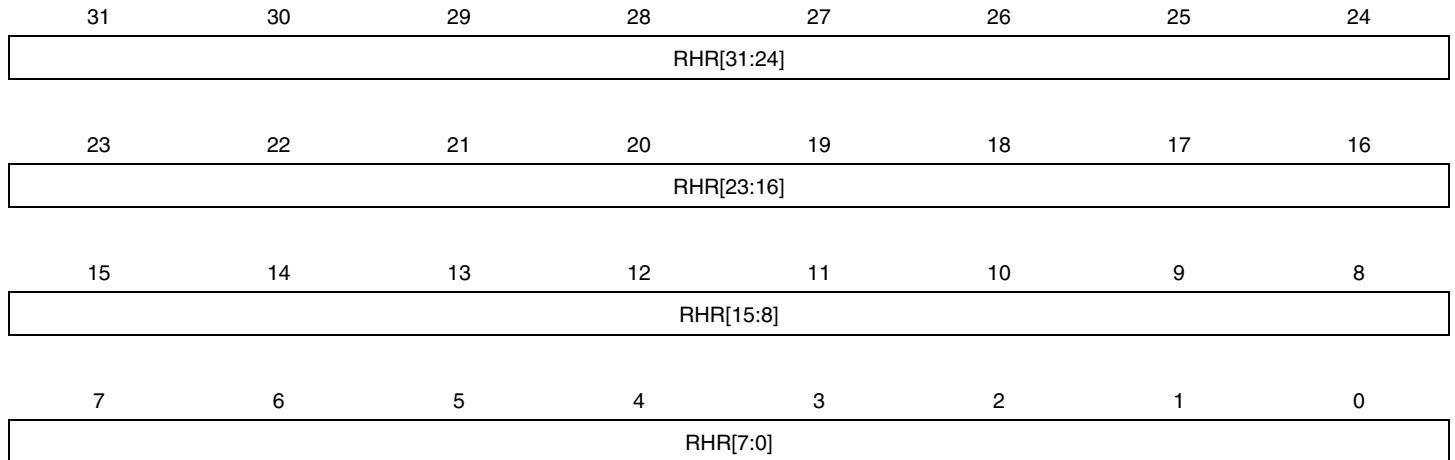 31 30 29 28 27 26 25 24
RHR[31:24]
23 22 21 20 19 18 17 16
RHR[23:16]
15 14 13 12 11 10 9 8
RHR[15:8]
7 6 5 4 3 2 1 0
RHR[7:0]